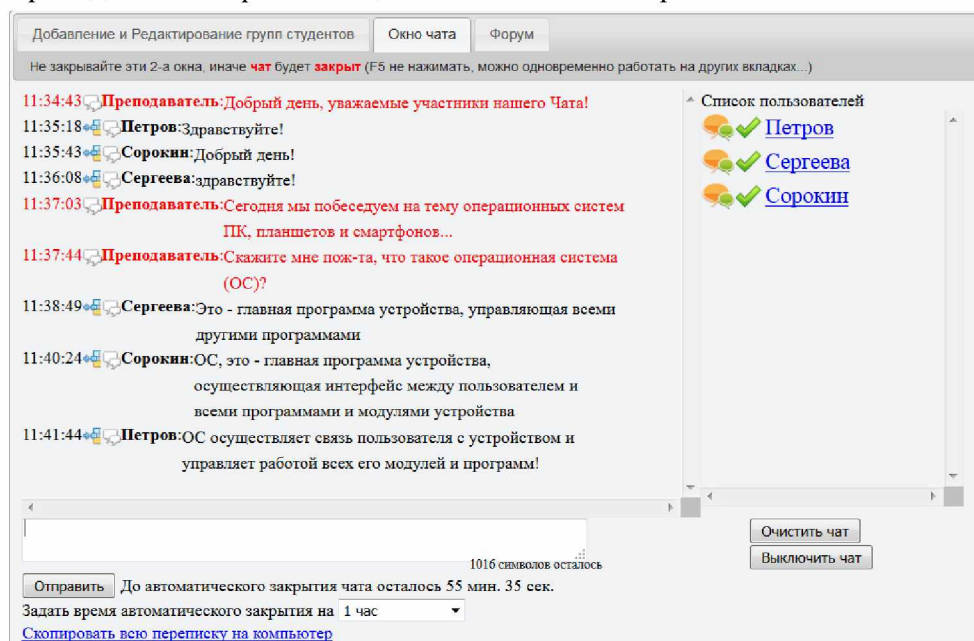 Добавление и Редактирование групп студентов Окно чата Форум
Не закрывайте эти 2-а окна, иначе чат будет закрыт (F5 не нажимать, можно одновременно работать на других вкладках...)
11:34:43 Преподаватель: Добрый день, уважаемые участники нашего Чата!
11:35:18 Петров: Здравствуйте!
11:35:43 Сорокин: Добрый день!
11:36:08 Сергеева: здравствуйте!
11:37:03 Преподаватель: Сегодня мы побеседуем на тему операционных систем
ПК, планшетов и смартфонов...
11:37:44 Преподаватель: Скажите мне пож-та, что такое операционная система
(ОС)?
11:38:49 Сергеева: Это - главная программа устройства, управляющая всеми
другими программами
11:40:24 Сорокин: ОС, это - главная программа устройства,
осуществляющая интерфейс между пользователем и
всеми программами и модулями устройства
11:41:44 Петров: ОС осуществляет связь пользователя с устройством и
управляет работой всех его модулей и программ!
Список пользователей
Петров
Сергеева
Сорокин
1016 символов осталось
Очистить чат
Выключить чат
Отправить До автоматического закрытия чата осталось 55 мин. 35 сек.
Задать время автоматического закрытия на 1 час
Скопировать всю переписку на компьютер